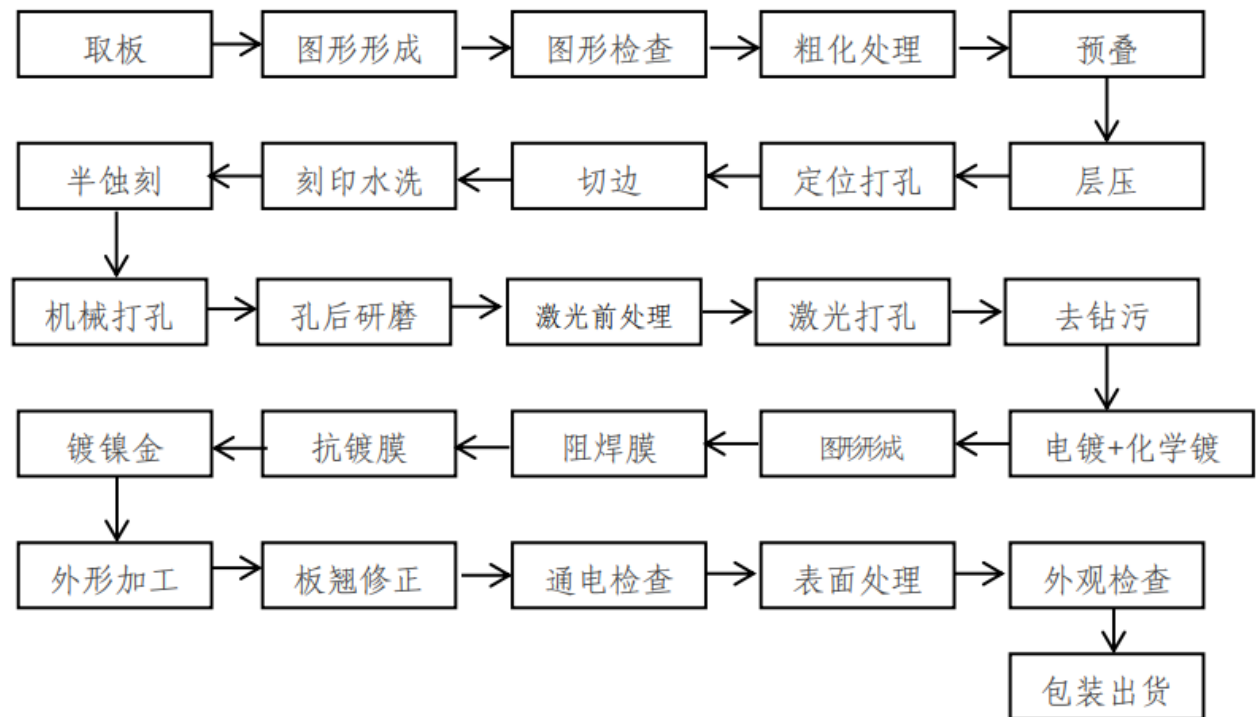 取板
图形形成
图形检查
粗化处理
预叠
层压
定位打孔
切边
刻印水洗
半蚀刻
机械打孔
孔后研磨
激光前处理
激光打孔
去钻污
电镀+化学镀
图形形成
阻焊膜
抗镀膜
镀镍金
外形加工
板翘修正
通电检查
表面处理
外观检查
包装出货